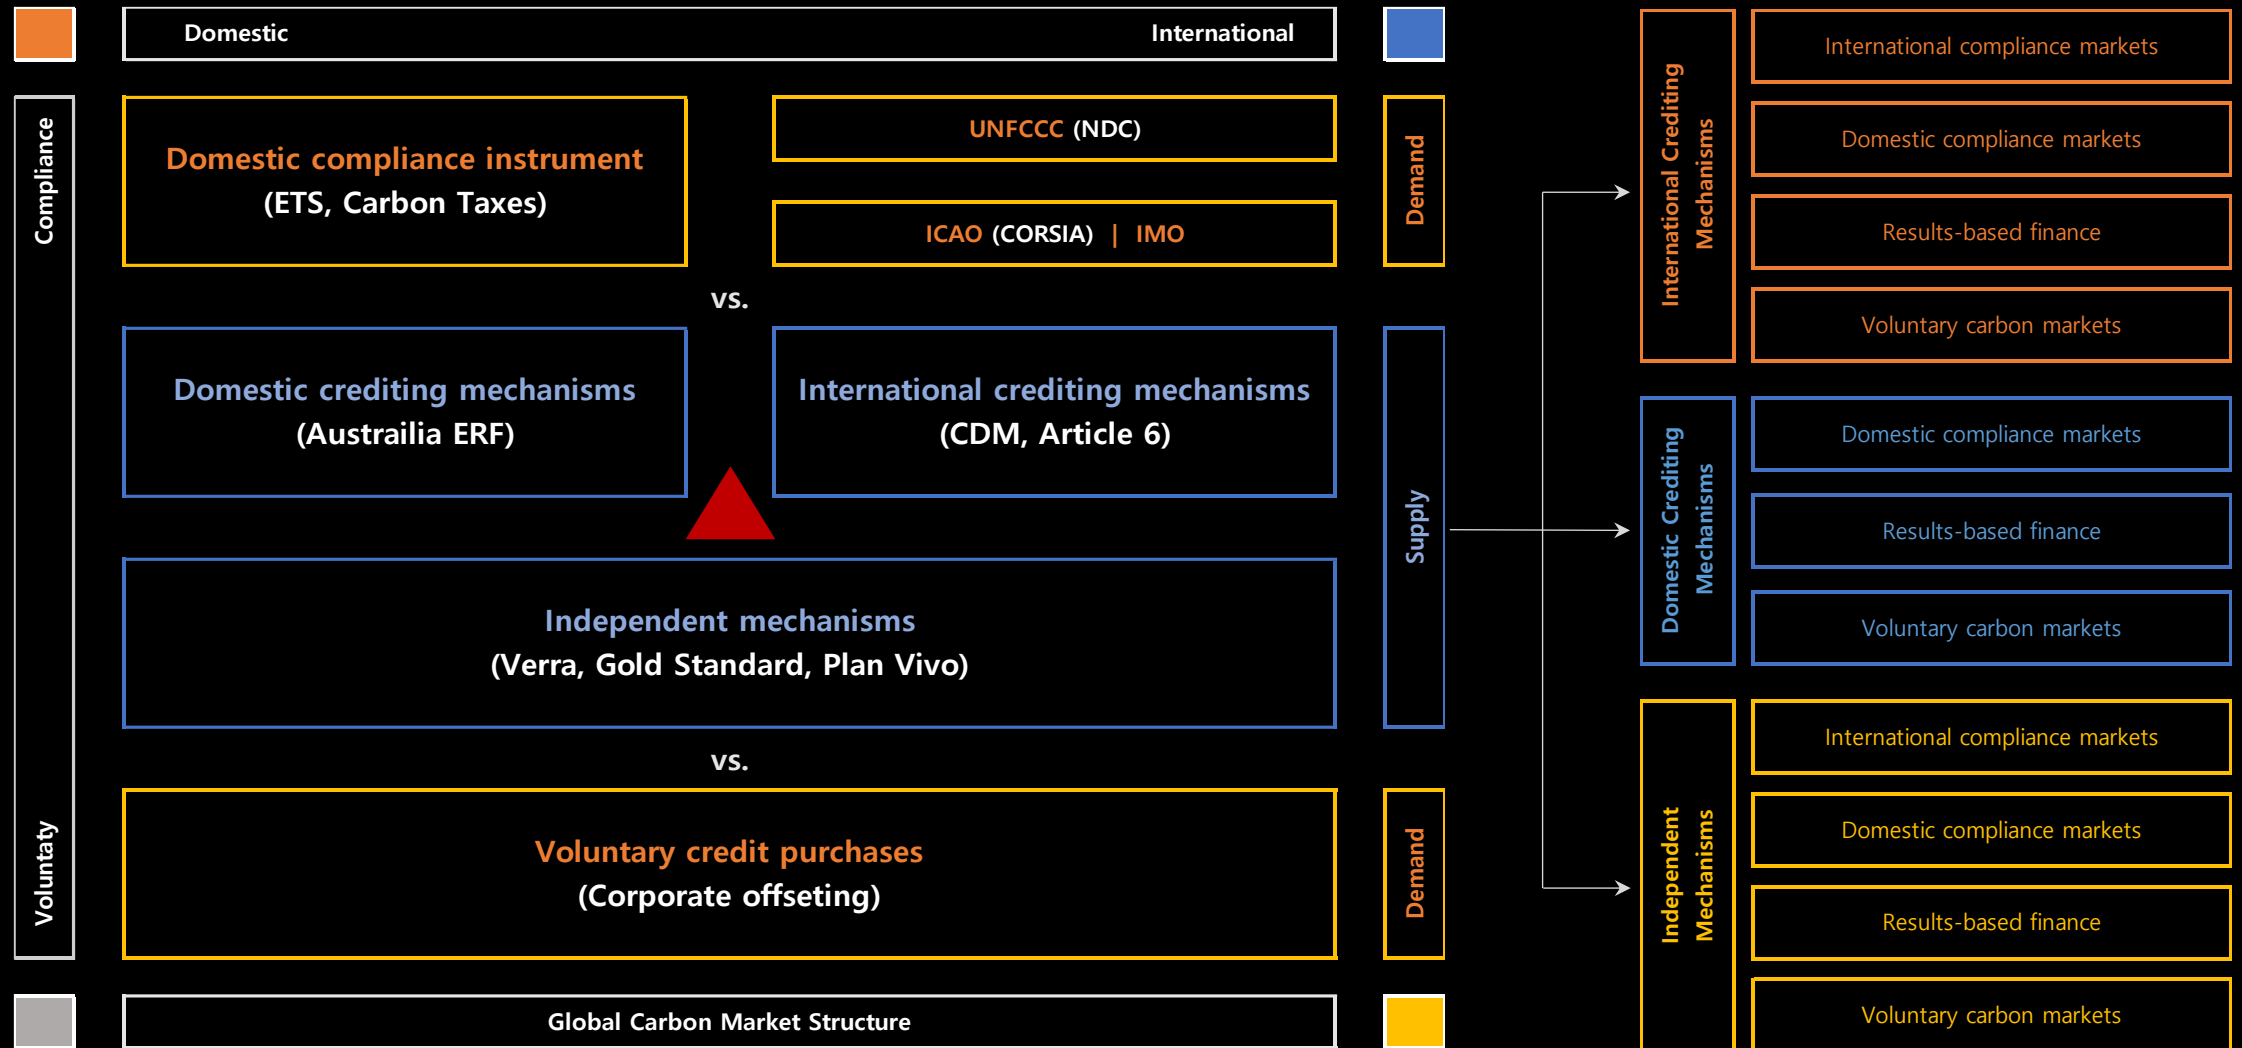 Domestic
International
Compliance
Voluntaty
Domestic compliance instrument
(ETS, Carbon Taxes)
UNFCCC (NDC)
ICAO (CORSIA) | IMO
Demand
vs.
Domestic crediting mechanisms
(Austrailia ERF)
International crediting mechanisms
(CDM, Article 6)
Supply
Independent mechanisms
(Verra, Gold Standard, Plan Vivo)
vs.
Voluntary credit purchases
(Corporate offseting)
Demand
Global Carbon Market Structure
International Crediting
Mechanisms
International compliance markets
Domestic compliance markets
Results-based finance
Voluntary carbon markets
Domestic Crediting
Mechanisms
Domestic compliance markets
Results-based finance
Voluntary carbon markets
Independent
Mechanisms
International compliance markets
Domestic compliance markets
Results-based finance
Voluntary carbon markets